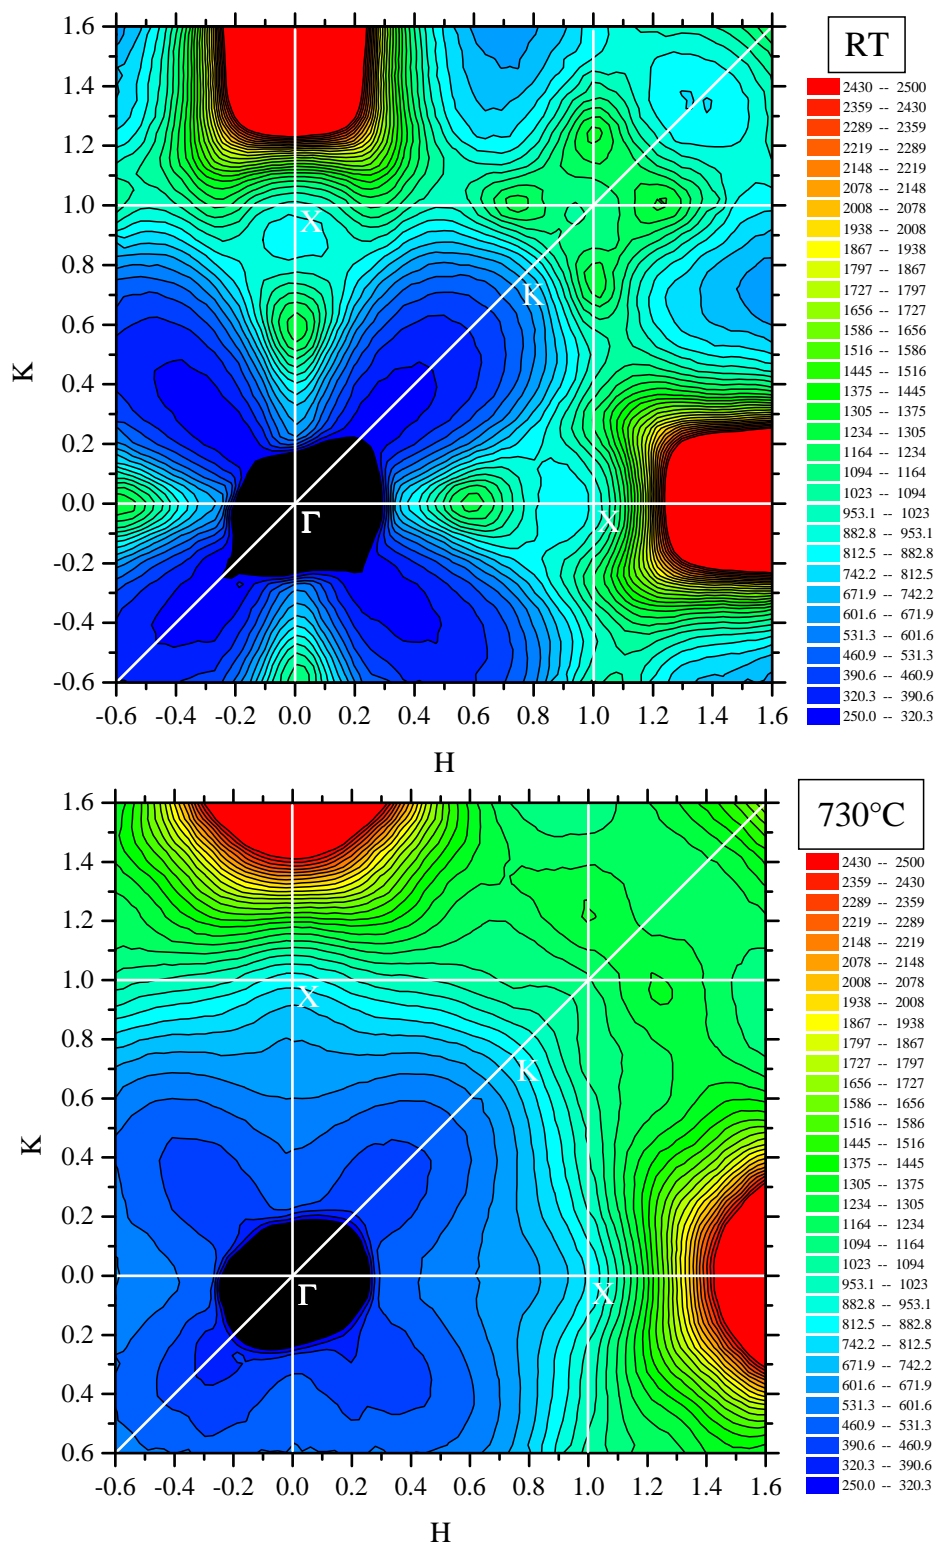 RT
1.6
1.4
1.2
1.0
0.8
0.6
0.4
0.2
0.0
-0.2
-0.4
-0.6
K
X
K
Γ
X
-0.6 -0.4 -0.2 0.0 0.2 0.4 0.6 0.8 1.0 1.2 1.4 1.6
H
2430 -- 2500
2359 -- 2430
2289 -- 2359
2219 -- 2289
2148 -- 2219
2078 -- 2148
2008 -- 2078
1938 -- 2008
1867 -- 1938
1797 -- 1867
1727 -- 1797
1656 -- 1727
1586 -- 1656
1516 -- 1586
1445 -- 1516
1375 -- 1445
1305 -- 1375
1234 -- 1305
1164 -- 1234
1094 -- 1164
1023 -- 1094
953.1 -- 1023
882.8 -- 953.1
812.5 -- 882.8
742.2 -- 812.5
671.9 -- 742.2
601.6 -- 671.9
531.3 -- 601.6
460.9 -- 531.3
390.6 -- 460.9
320.3 -- 390.6
250.0 -- 320.3
730°C
1.6
1.4
1.2
1.0
0.8
0.6
0.4
0.2
0.0
0.2
0.4
0.6
K
X
K
Γ
X
-0.6 -0.4 -0.2 0.0 0.2 0.4 0.6 0.8 1.0 1.2 1.4 1.6
H
2430 -- 2500
2359 -- 2430
2289 -- 2359
2219 -- 2289
2148 -- 2219
2078 -- 2148
2008 -- 2078
1938 -- 2008
1867 -- 1938
1797 -- 1867
1727 -- 1797
1656 -- 1727
1586 -- 1656
1516 -- 1586
1445 -- 1516
1375 -- 1445
1305 -- 1375
1234 -- 1305
1164 -- 1234
1094 -- 1164
1023 -- 1094
953.1 -- 1023
882.8 -- 953.1
812.5 -- 882.8
742.2 -- 812.5
671.9 -- 742.2
601.6 -- 671.9
531.3 -- 601.6
460.9 -- 531.3
390.6 -- 460.9
320.3 -- 390.6
250.0 -- 320.3